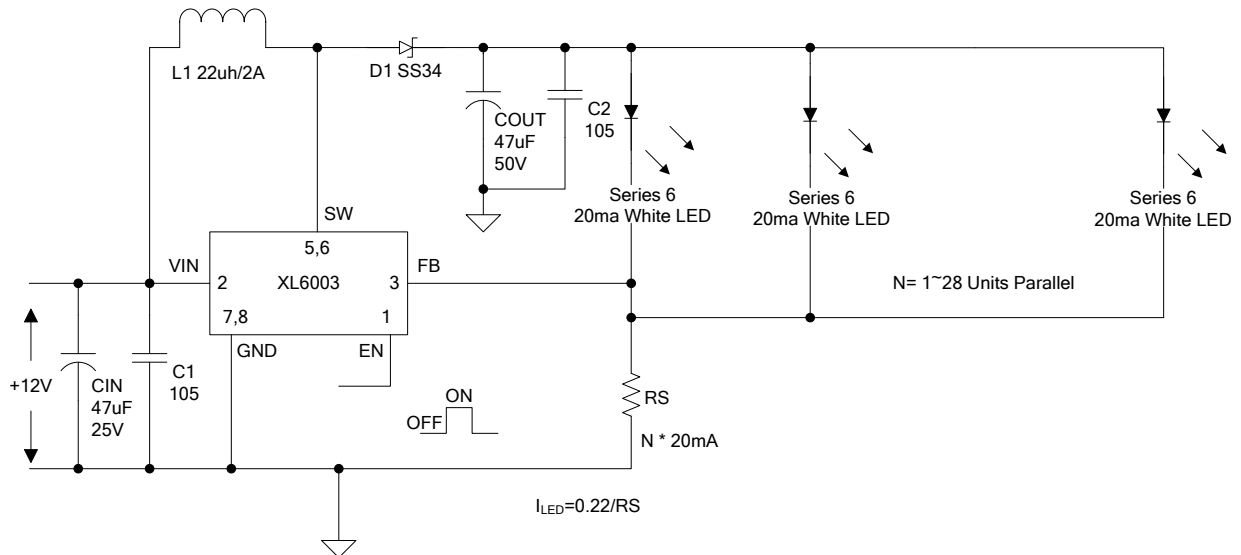 L1 22uh/2A
D1 SS34
COUT
47uF
50V
C2
105
Series 6
20ma White LED
Series 6
20ma White LED
Series 6
20ma White LED
SW
5,6
VIN
2
XL6003
3
FB
7,8
1
GND
EN
N= 1~28 Units Parallel
+12V
CIN
47uF
25V
C1
105
OFF
ON
RS
N * 20mA
I_LED=0.22/RS